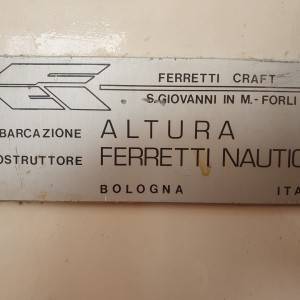 FERRETTI CRAFT
S.GIOVANNI IN M.-FORLI
BARCAZIONE ALTURA
OSTRUTTORE FERRETTI NAUTIC
BOLOGNA ITA